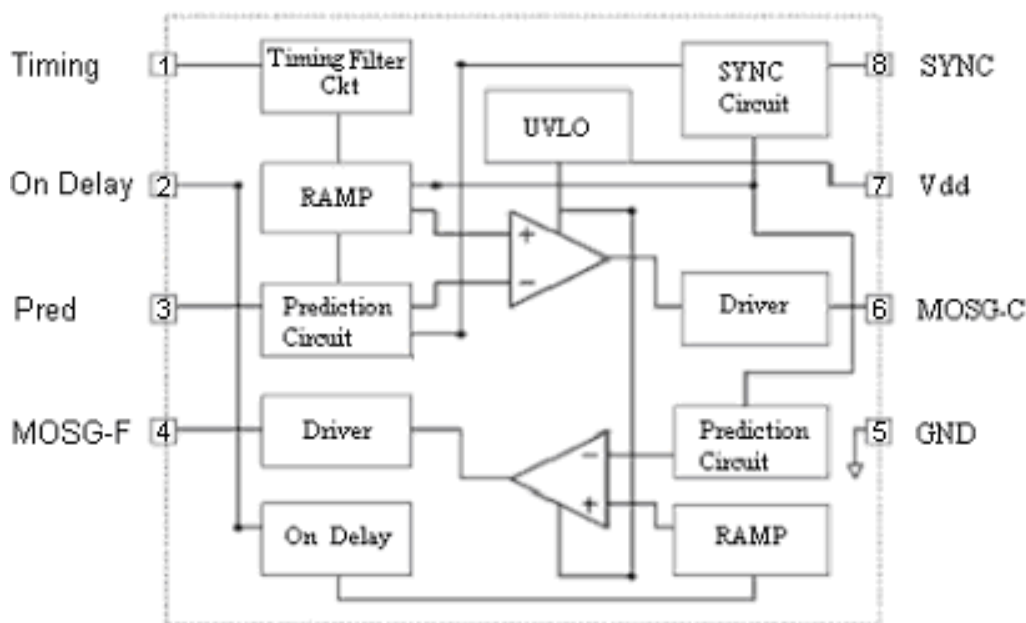 Timing
1
Timing Filter
Ckt
SYNC
Circuit
8
SYNC
UVLO
On Delay
2
RAMP
7
Vdd
+
−
Pred
3
Prediction
Circuit
Driver
6
MOSG-C
MOSG-F
4
Driver
−
+
Prediction
Circuit
5
GND
On Delay
RAMP